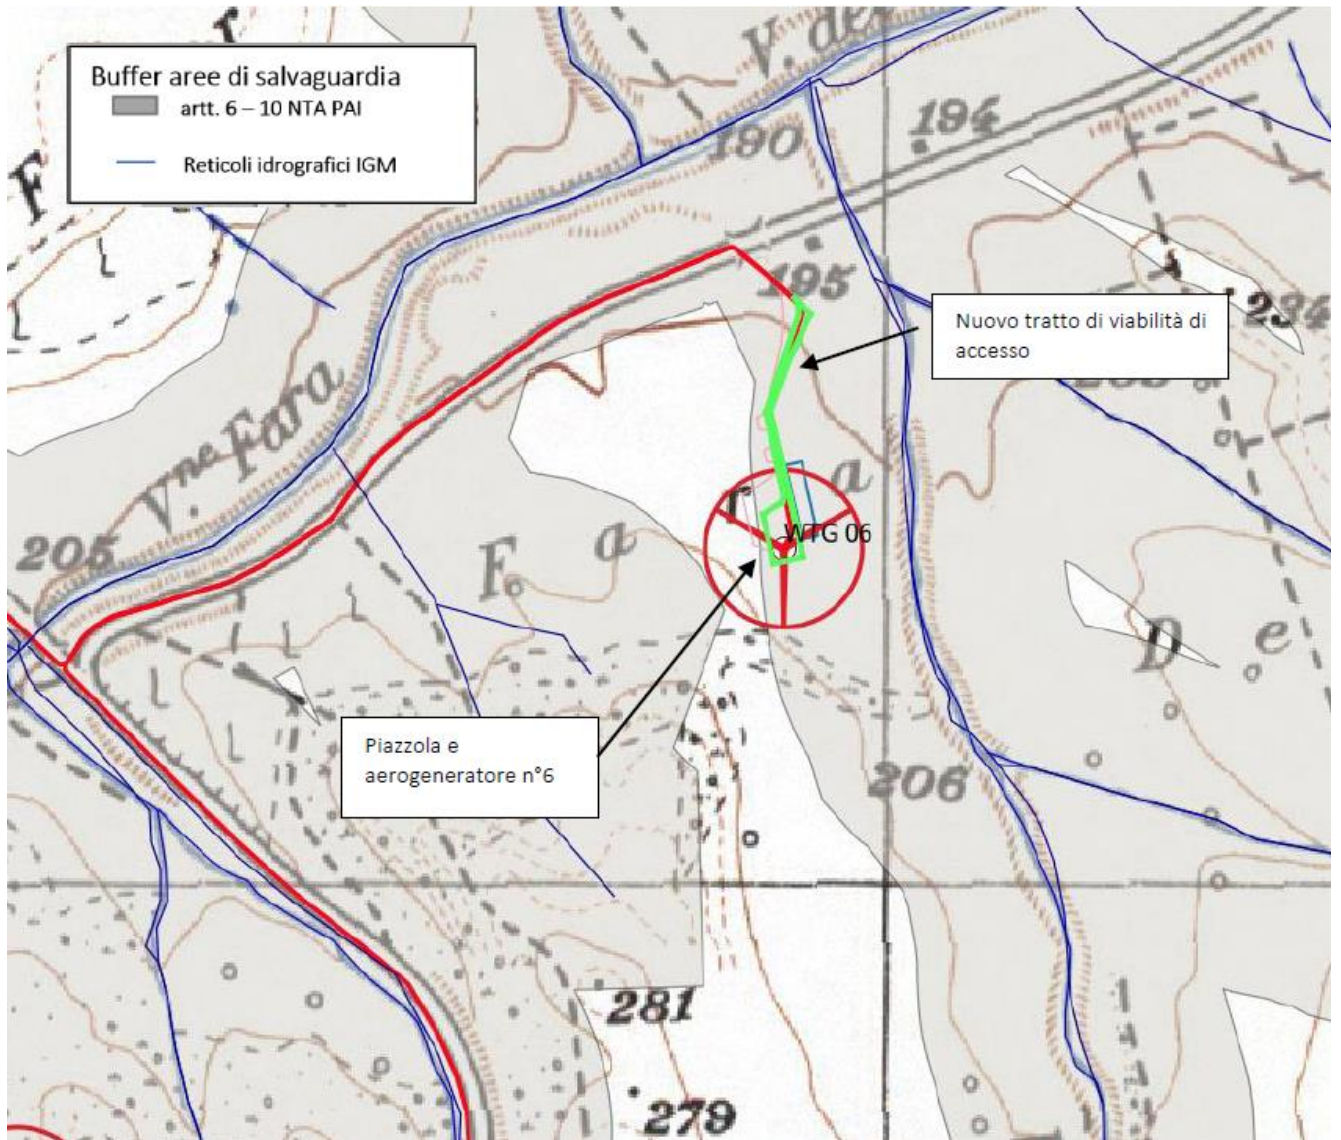 Buffer aree di salvaguardia
artt. 6 – 10 NTA PAI
Reticoli idrografici IGM
V. del
190
194
195
Nuovo tratto di viabilità di
accesso
234
V.ne Fara
205
F. a r a
WTG 06
D e
Piazzola e
aerogeneratore n°6
206
281
279